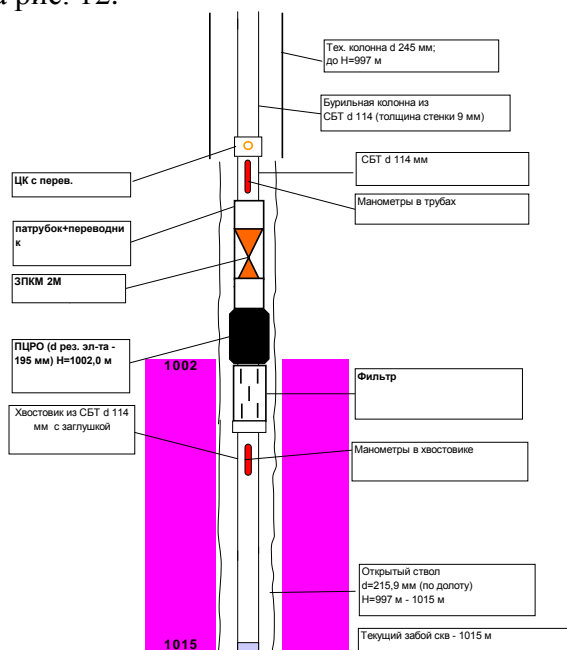 а рис. 12.
Тех. колонна d 245 мм;
до Н=997 м
Бурильная колонна из
СБТ d 114 (толщина стенки 9 мм)
СБТ d 114 мм
ЦК с перев.
Манометры в трубах
патрубок+переводни
к
ЗПКМ 2М
ПЦРО (d рез. эл-та -
195 мм) Н=1002,0 м
1002
Фильтр
Хвостовик из СБТ d 114
мм с заглушкой
Манометры в хвостовике
Открытый ствол
d=215,9 мм (по долоту)
Н=997 м - 1015 м
Текущий забой скв - 1015 м
1015